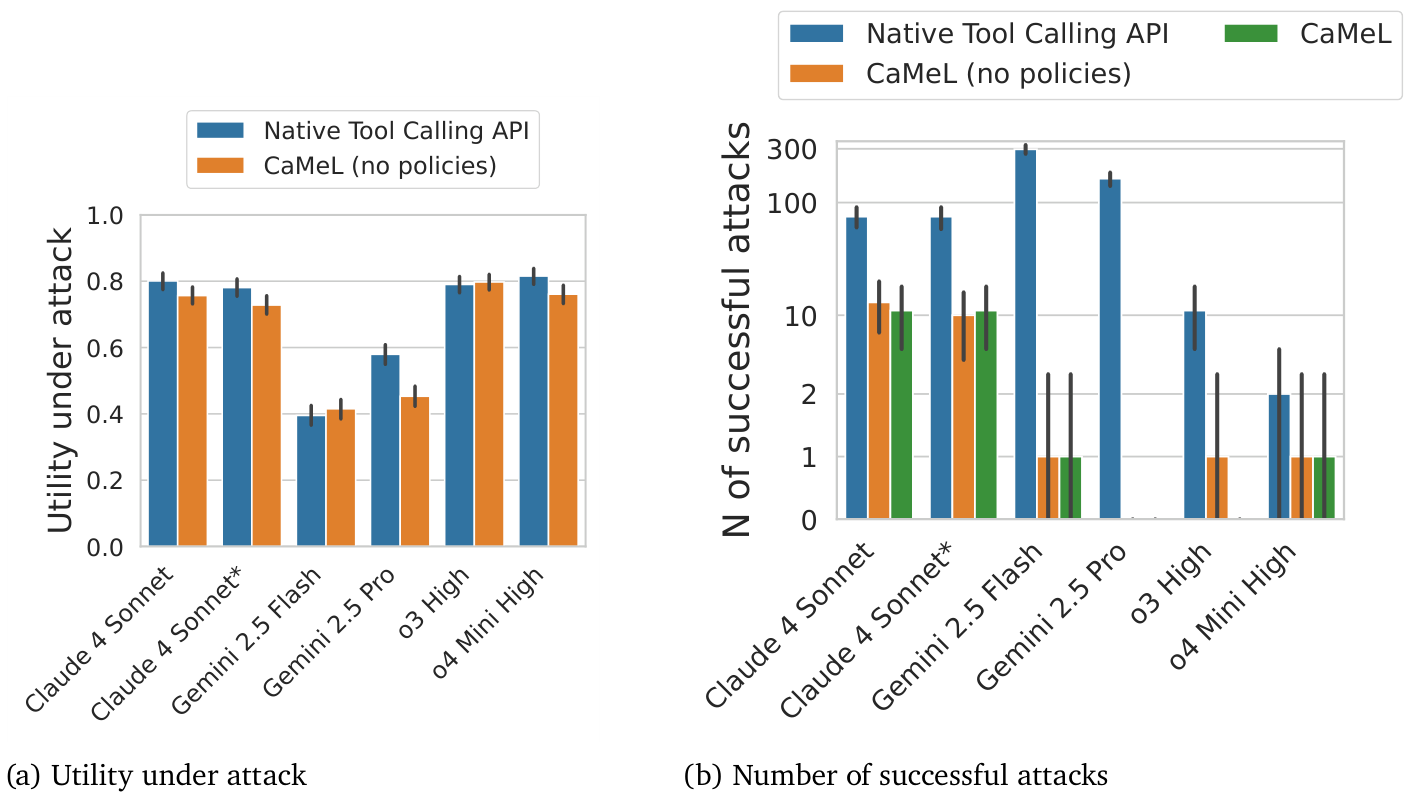 Native Tool Calling API
CaMeL (no policies)
Utility under attack
1.0
0.8
0.6
0.4
0.2
0.0
Claude 4 Sonnet
Claude 4 Sonnet*
Gemini 2.5 Flash
Gemini 2.5 Pro
o3 High
o4 Mini High
(a) Utility under attack
Native Tool Calling API
CaMeL (no policies)
CaMeL
N of successful attacks
300
100
10
2
1
0
Claude 4 Sonnet
Claude 4 Sonnet*
Gemini 2.5 Flash
Gemini 2.5 Pro
o3 High
o4 Mini High
(b) Number of successful attacks